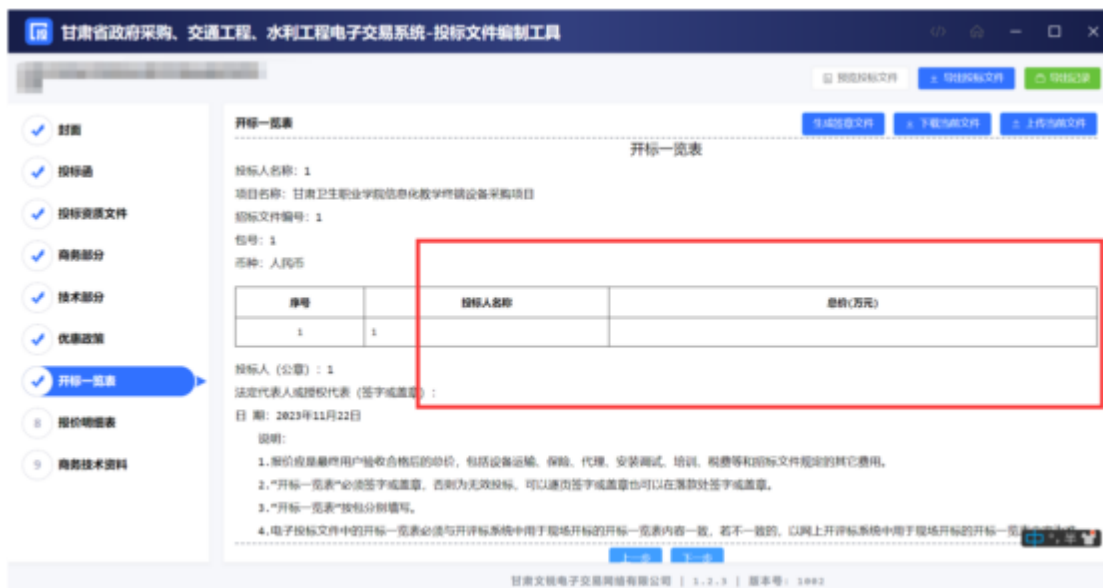 甘肃省政府采购、交通工程、水利工程电子交易系统-投标文件编制工具
预览投标文件
导出投标文件
导出记录
封面
投标函
投标资质文件
商务部分
技术部分
优惠政策
开标一览表
8 报价明细表
9 商务技术资料
开标一览表
生成签章文件
下载当前文件
上传当前文件
开标一览表
投标人名称: 1
项目名称: 甘肃卫生职业学院信息化教学终端设备采购项目
招标文件编号: 1
包号: 1
币种: 人民币
序号 投标人名称 总价(万元)
1 1
投标人 (公章) : 1
法定代表人或授权代表 (签字或盖章) :
日 期: 2023年11月22日
说明:
1.报价应是最终用户验收合格后的总价, 包括设备运输、保险、代理、安装调试、培训、税费等和招标文件规定的其它费用。
2."开标一览表"必须签字或盖章, 否则为无效投标, 可以逐页签字或盖章也可以在落款处签字或盖章。
3."开标一览表"按包分别填写。
4.电子投标文件中的开标一览表必须与开评标系统中用于现场开标的开标一览表内容一致, 若不一致的, 以网上开评标系统中用于现场开标的开标一览
中 半
上一步
下一步
甘肃文锐电子交易网络有限公司 | 1.2.3 | 版本号: 1002